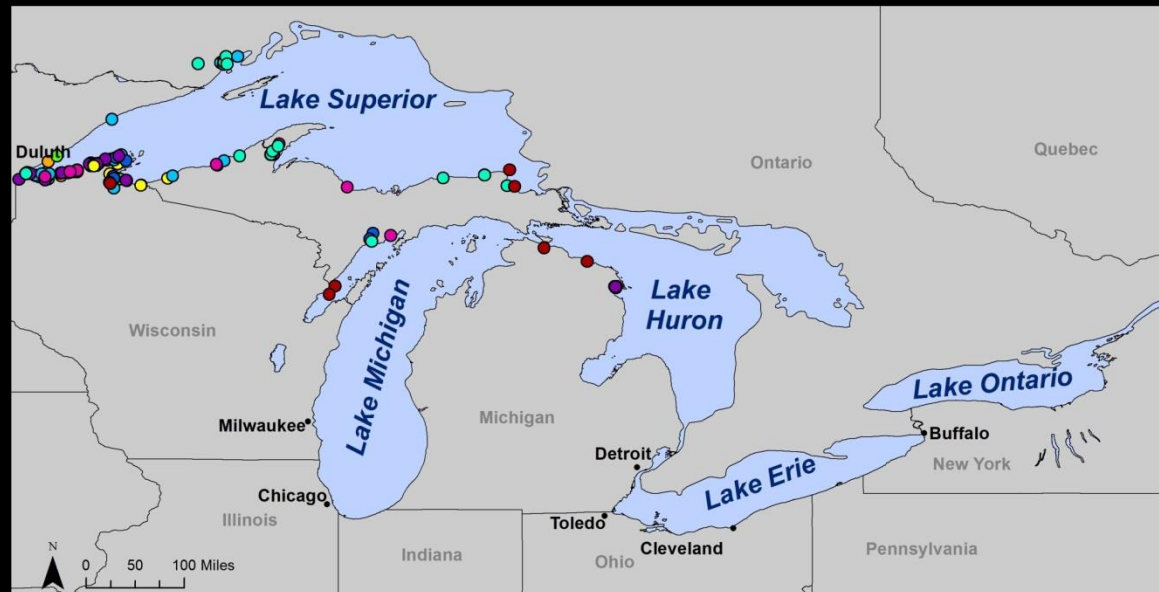 Lake Superior
Duluth
Ontario
Quebec
Lake
Huron
Lake Michigan
Wisconsin
Lake Ontario
Michigan
Milwaukee
Buffalo
New York
Detroit
Lake Erie
Chicago
Illinois
Toledo
Cleveland
Indiana
Ohio
Pennsylvania
N
0 50 100 Miles